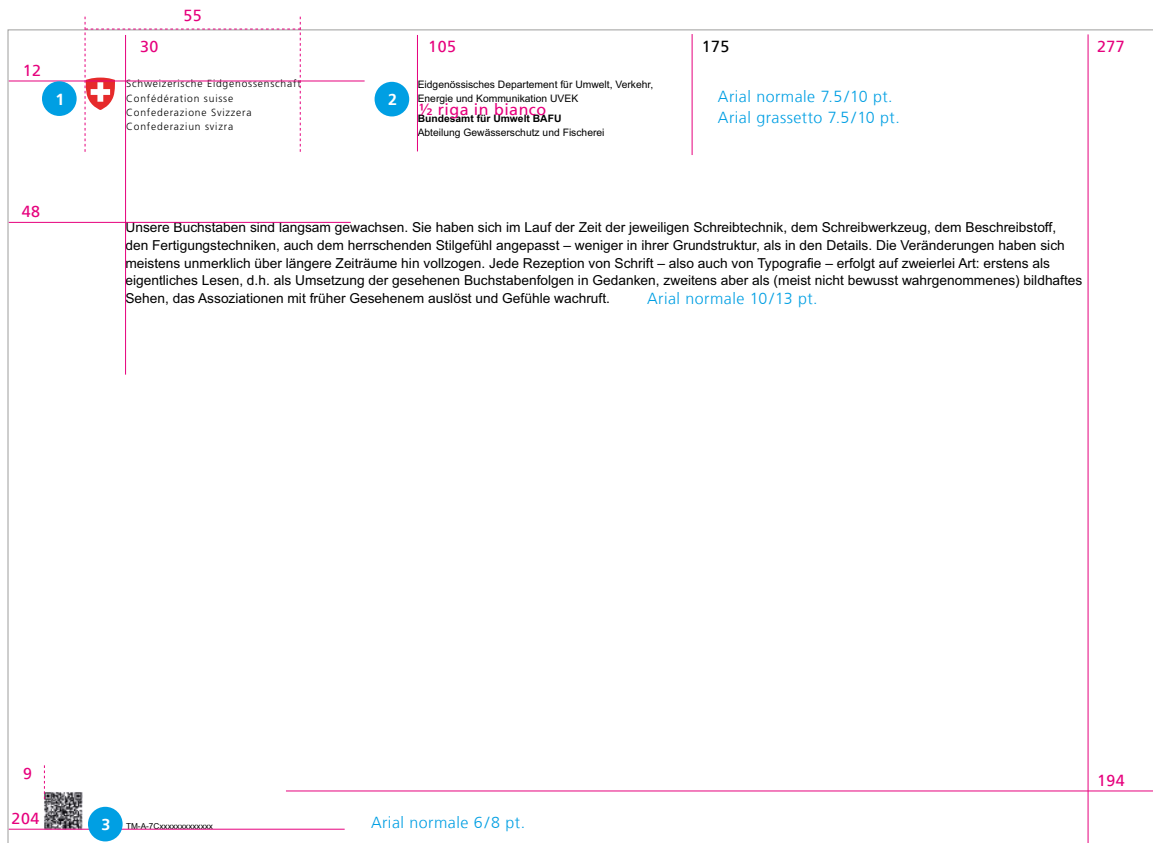 55
30
105
175
277
12
1
Schweizerische Eidgenossenschaft
Confédération suisse
Confederazione Svizzera
Confederaziun svizra
2
Eidgenössisches Departement für Umwelt, Verkehr,
Energie und Kommunikation UVEK
½ riga in bianco
Bundesamt für Umwelt BAFU
Abteilung Gewässerschutz und Fischerei
Arial normale 7.5/10 pt.
Arial grassetto 7.5/10 pt.
48
Unsere Buchstaben sind langsam gewachsen. Sie haben sich im Lauf der Zeit der jeweiligen Schreibtechnik, dem Schreibwerkzeug, dem Beschreibstoff,
den Fertigungstechniken, auch dem herrschenden Stilgefühl angepasst – weniger in ihrer Grundstruktur, als in den Details. Die Veränderungen haben sich
meistens unmerklich über längere Zeiträume hin vollzogen. Jede Rezeption von Schrift – also auch von Typografie – erfolgt auf zweierlei Art: erstens als
eigentliches Lesen, d.h. als Umsetzung der gesehenen Buchstabenfolgen in Gedanken, zweitens aber als (meist nicht bewusst wahrgenommenes) bildhaftes
Sehen, das Assoziationen mit früher Gesehenem auslöst und Gefühle wachruft.
Arial normale 10/13 pt.
9
194
204
3
TM-A-7Cxxxxxxxxxxxxx
Arial normale 6/8 pt.